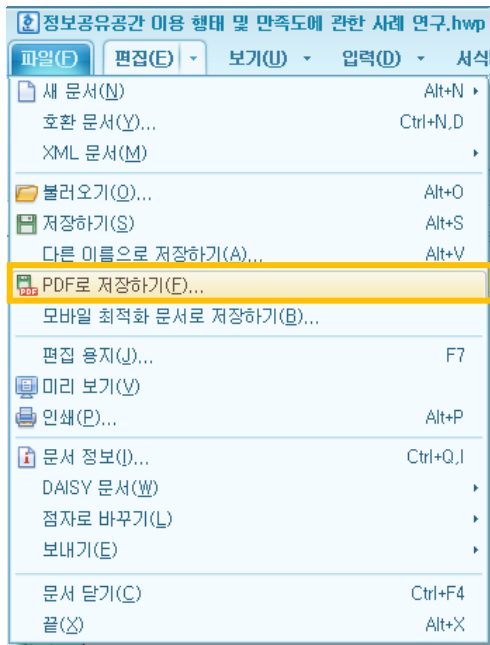 정보공유공간 이용 행태 및 만족도에 관한 사례 연구.hwp
파일(F) 편집(E) 보기(U) 입력(D) 서식
새 문서(N) Alt+N
호환 문서(Y)... Ctrl+N,D
XML 문서(M)
불러오기(O)... Alt+O
저장하기(S) Alt+S
다른 이름으로 저장하기(A)... Alt+V
PDF로 저장하기(F)...
모바일 최적화 문서로 저장하기(B)...
편집 용지(J)... F7
미리 보기(V)
인쇄(P)... Alt+P
문서 정보(I)... Ctrl+Q,I
DAISY 문서(W)
점자로 바꾸기(L)
보내기(E)
문서 닫기(C) Ctrl+F4
끝(X) Alt+X